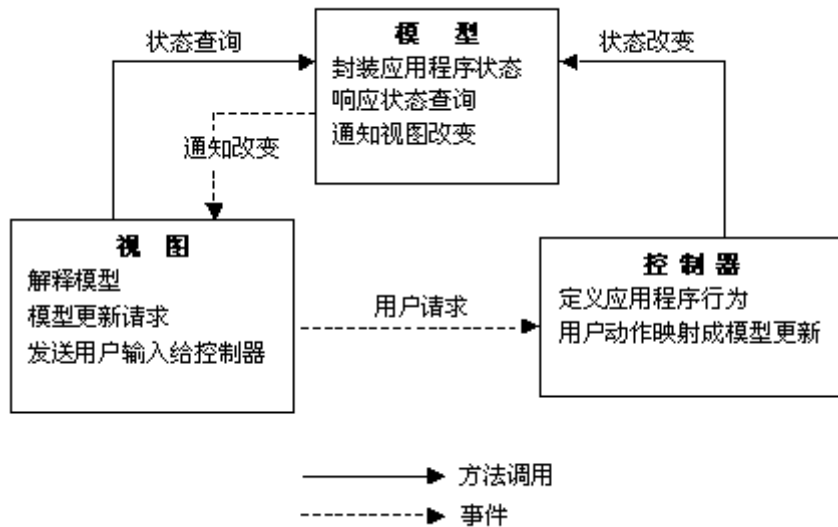 状态查询
模 型
状态改变
封装应用程序状态
响应状态查询
通知视图改变
通知改变
视 图
解释模型
模型更新请求
发送用户输入给控制器
用户请求
控 制 器
定义应用程序行为
用户动作映射成模型更新
方法调用
事件